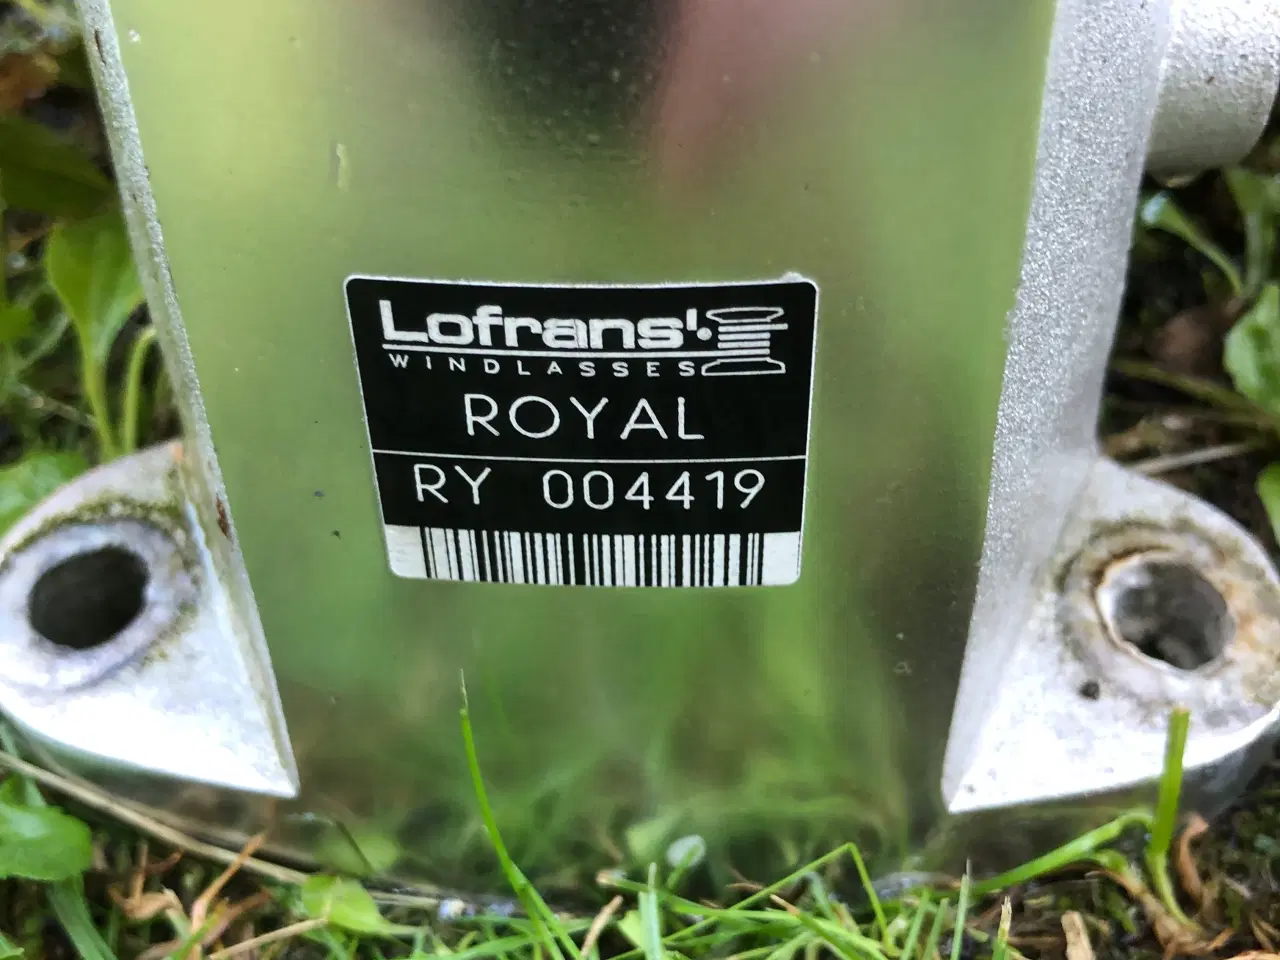 Lofrans'
WINDLASSES
ROYAL
RY 004419